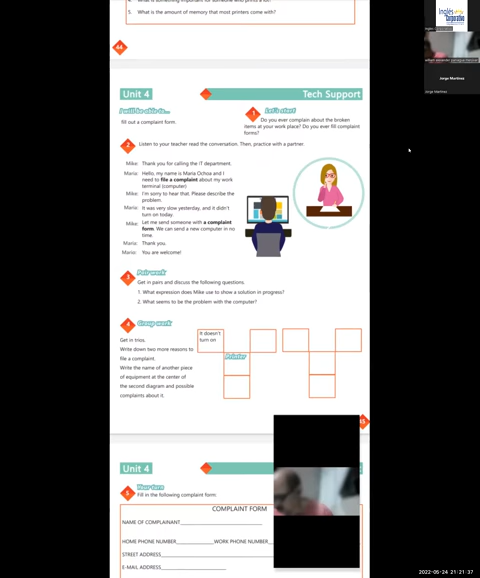 5. What is the amount of memory that most printers come with?
44
Inglés
corporativo
Jorge Martinez
Jorge Martinez
Unit 4
Tech Support
I will be able to...
fill out a complaint form.
1
Let's start
Do you ever complain about the broken
items at your work place? Do you ever fill complaint
forms?
2
Listen to your teacher read the conversation. Then, practice with a partner.
Mike: Thank you for calling the IT department.
Maria: Hello, my name is Maria Ochoa and I
need to file a complaint about my work
terminal (computer)
Mike: I'm sorry to hear that. Please describe the
problem.
Maria: It was very slow yesterday, and it didn't
turn on today.
Mike: Let me send someone with a complaint
form. We can send a new computer in no
time.
Maria: Thank you.
Mario: You are welcome!
3
Pair work
Get in pairs and discuss the following questions.
1. What expression does Mike use to show a solution in progress?
2. What seems to be the problem with the computer?
4
Group work
Get in trios.
Write down two more reasons to
file a complaint.
Write the name of another piece
of equipment at the center of
the second diagram and possible
complaints about it.
It doesn't
turn on
Printer
Unit 4
5
Your turn
Fill in the following complaint form.
COMPLAINT FORM
NAME OF COMPLAINANT
HOME PHONE NUMBER WORK PHONE NUMBER
STREET ADDRESS
E-MAIL ADDRESS
2022-05-24 21:21:37